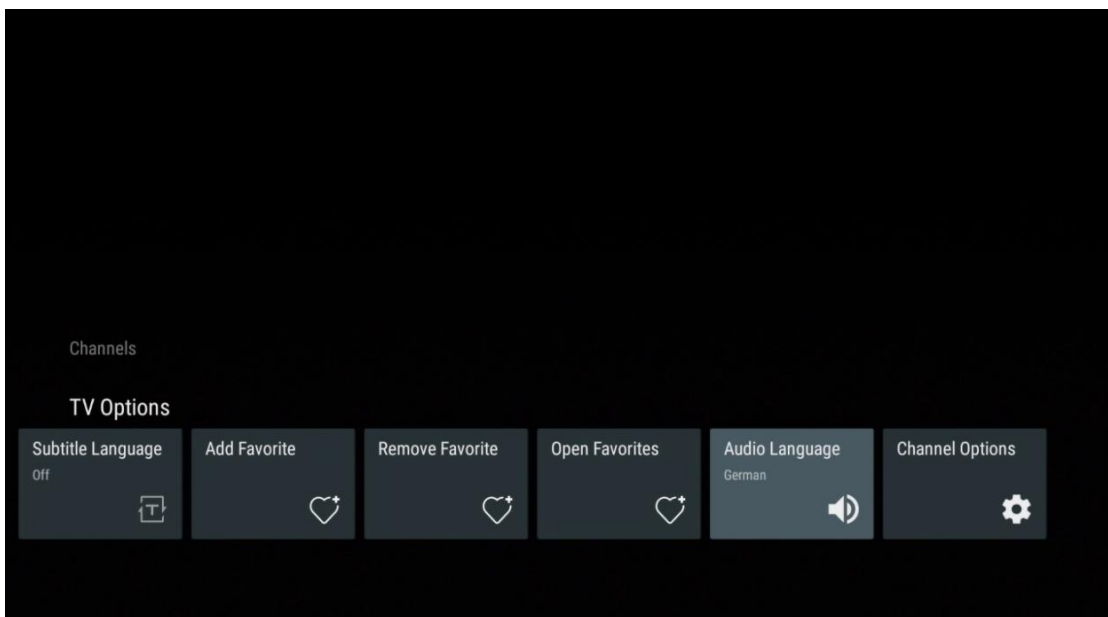 Channels
TV Options
Subtitle Language
Off
Add Favorite
Remove Favorite
Open Favorites
Audio Language
German
Channel Options